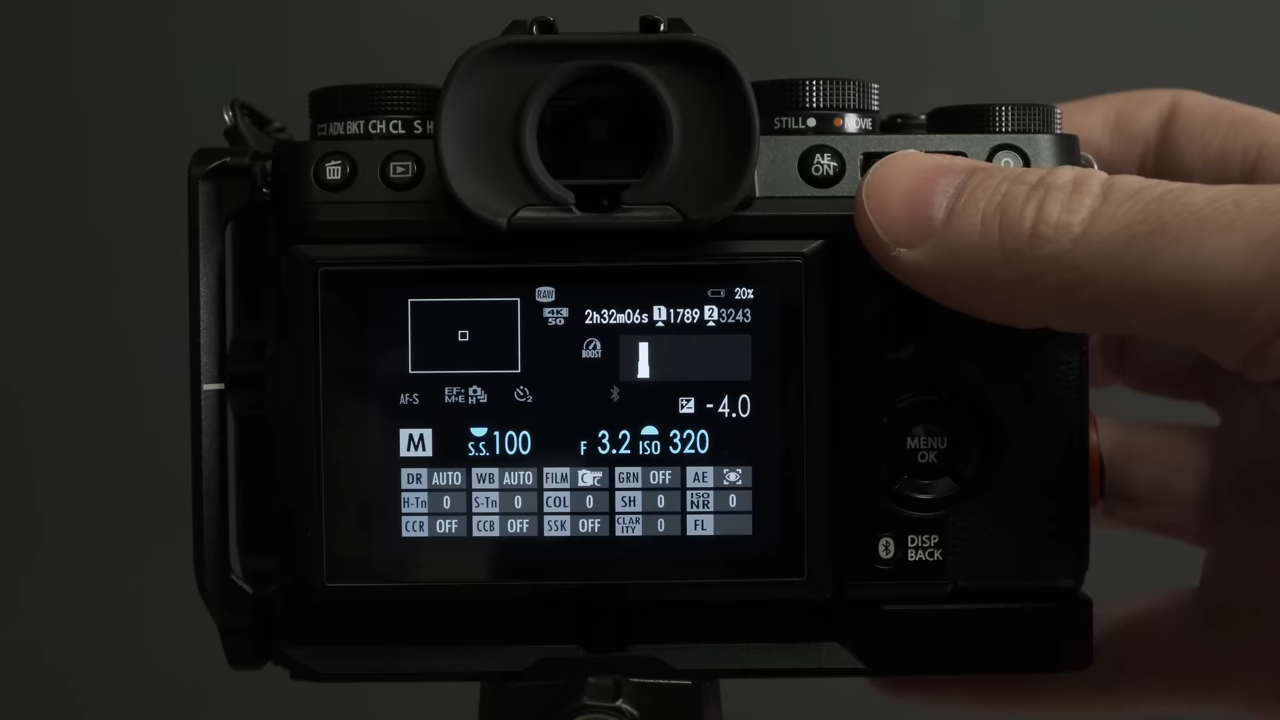 ADV. BKT CH CL S H
STILL MOVIE
AE ON
RAW
20%
4K 50
2h32m06s 1 1789 2 3243
BOOST
AF-S EF+ M+E H 2
-4.0
M S.S. 100 F 3.2 ISO 320
DR AUTO WB AUTO FILM GRN OFF AE
H-Tn 0 S-Tn 0 COL 0 SH 0 ISO NR 0
CCR OFF CCB OFF SSK OFF CLARITY 0 FL
MENU
OK
DISP
BACK
Q